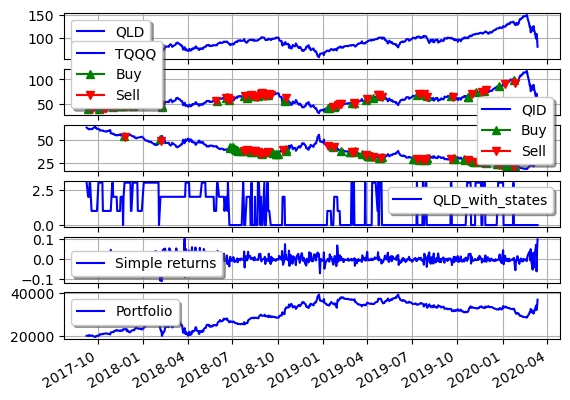 150
QLD
100
TQQQ
Buy
100
Sell
50
QID
50
Buy
Sell
25
2.5
QLD_with_states
0.0
0.1
0.0
Simple returns
−0.1
40000
Portfolio
20000
2017-10
2018-01
2018-04
2018-07
2018-10
2019-01
2019-04
2019-07
2019-10
2020-01
2020-04